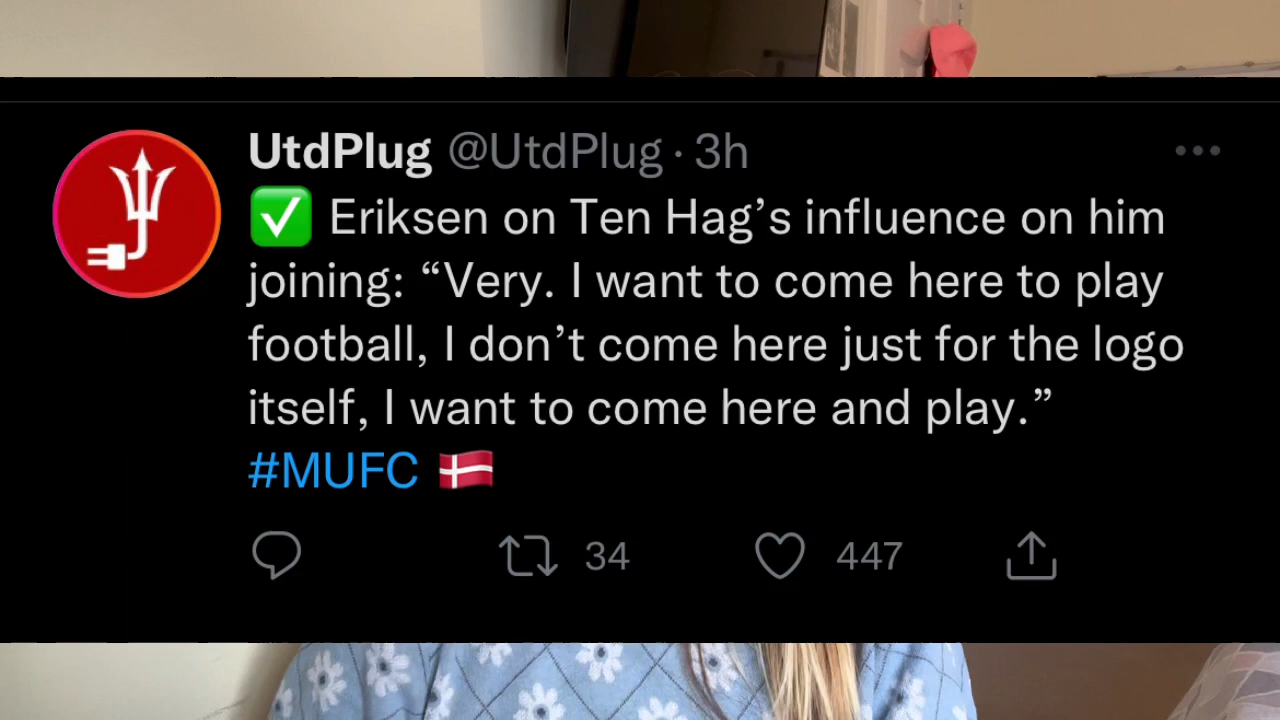 UtdPlug @UtdPlug · 3h
✅ Eriksen on Ten Hag’s influence on him
joining: “Very. I want to come here to play
football, I don’t come here just for the logo
itself, I want to come here and play.”
#MUFC 🇩🇰
34 447